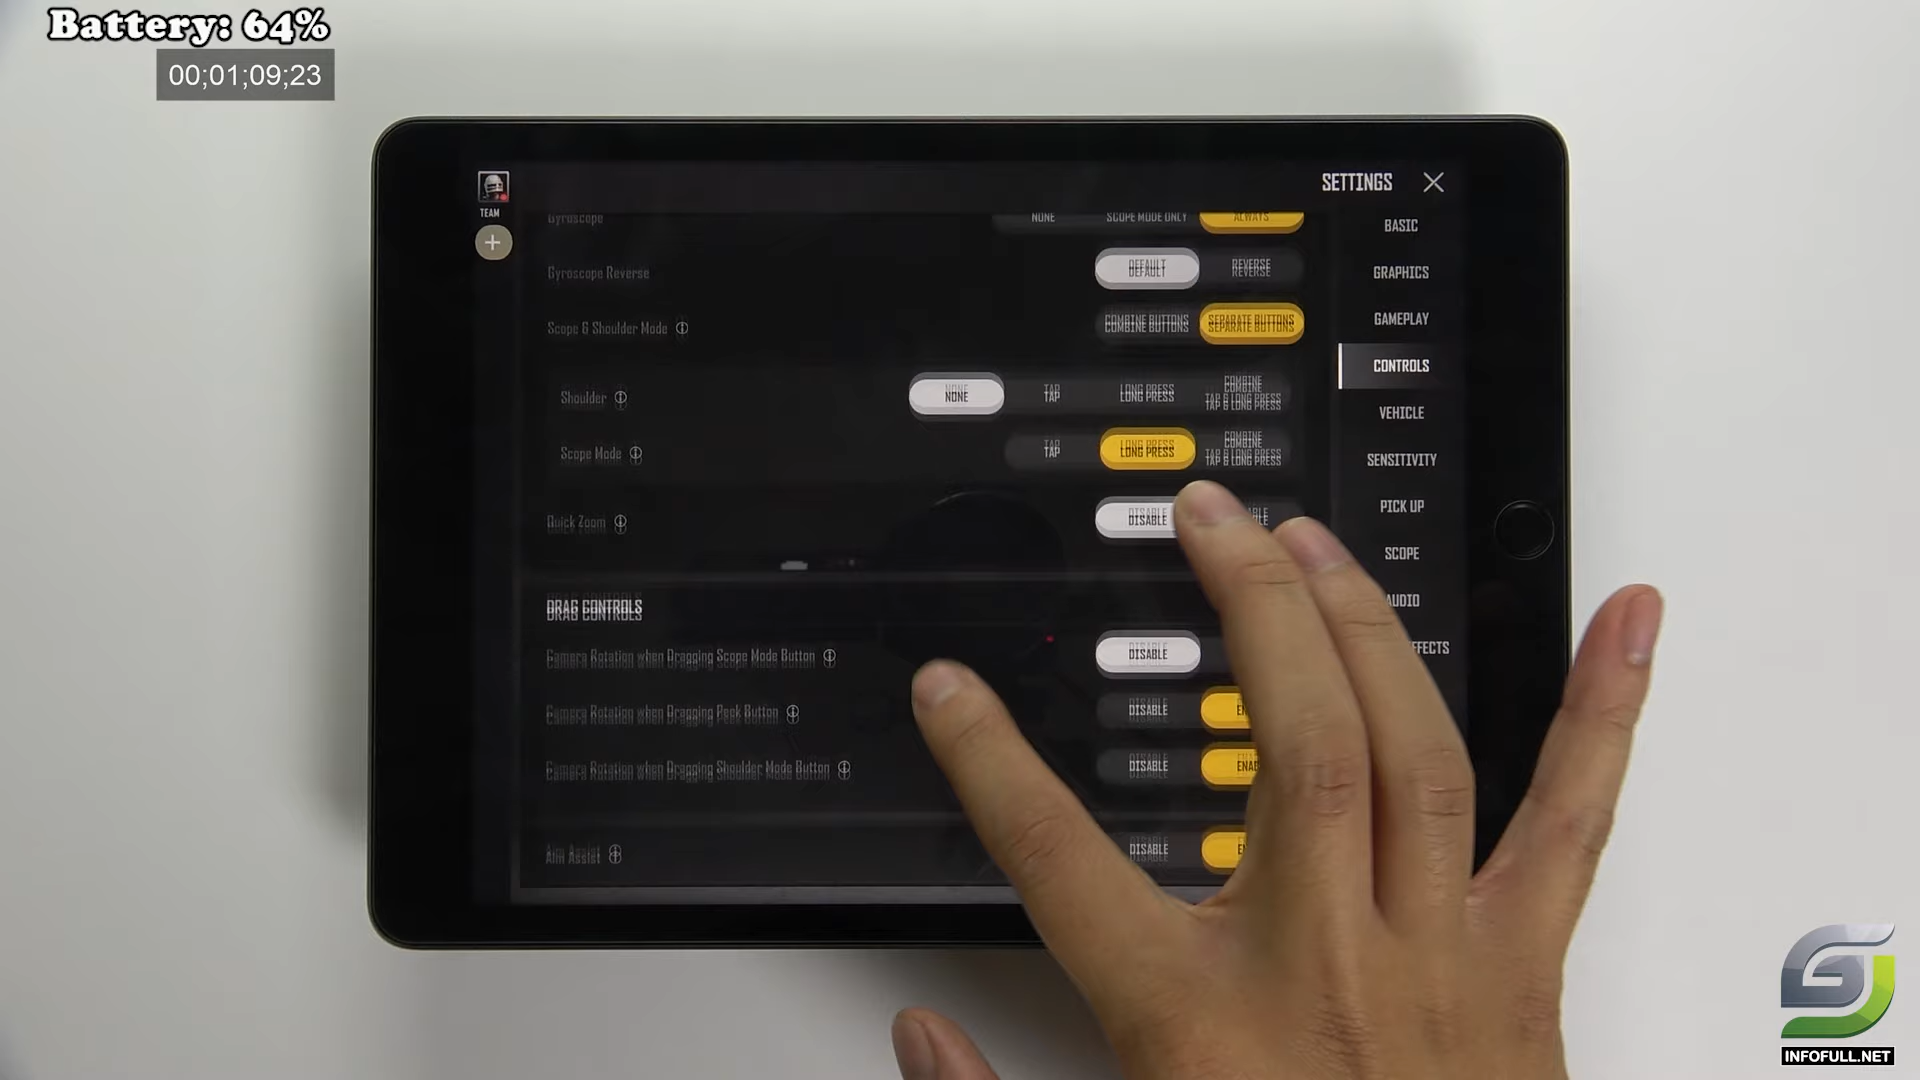 Battery: 64%
00;01;09;23
SETTINGS
TEAM
Gyroscope NONE SCOPE MODE ONLY ALWAYS
BASIC
Gyroscope Reverse DEFAULT REVERSE
GRAPHICS
Scope & Shoulder Mode COMBINE BUTTONS SEPARATE BUTTONS
GAMEPLAY
CONTROLS
Shoulder NONE TAP LONG PRESS COMBINE TAP & LONG PRESS
VEHICLE
Scope Mode TAP LONG PRESS COMBINE TAP & LONG PRESS
SENSITIVITY
PICK UP
Quick Zoom DISABLE
SCOPE
DRAG CONTROLS
AUDIO
Camera Rotation when Dragging Scope Mode Button DISABLE
Camera Rotation when Dragging Peek Button DISABLE
Camera Rotation when Dragging Shoulder Mode Button DISABLE
Aim Assist DISABLE
INFOFULL.NET